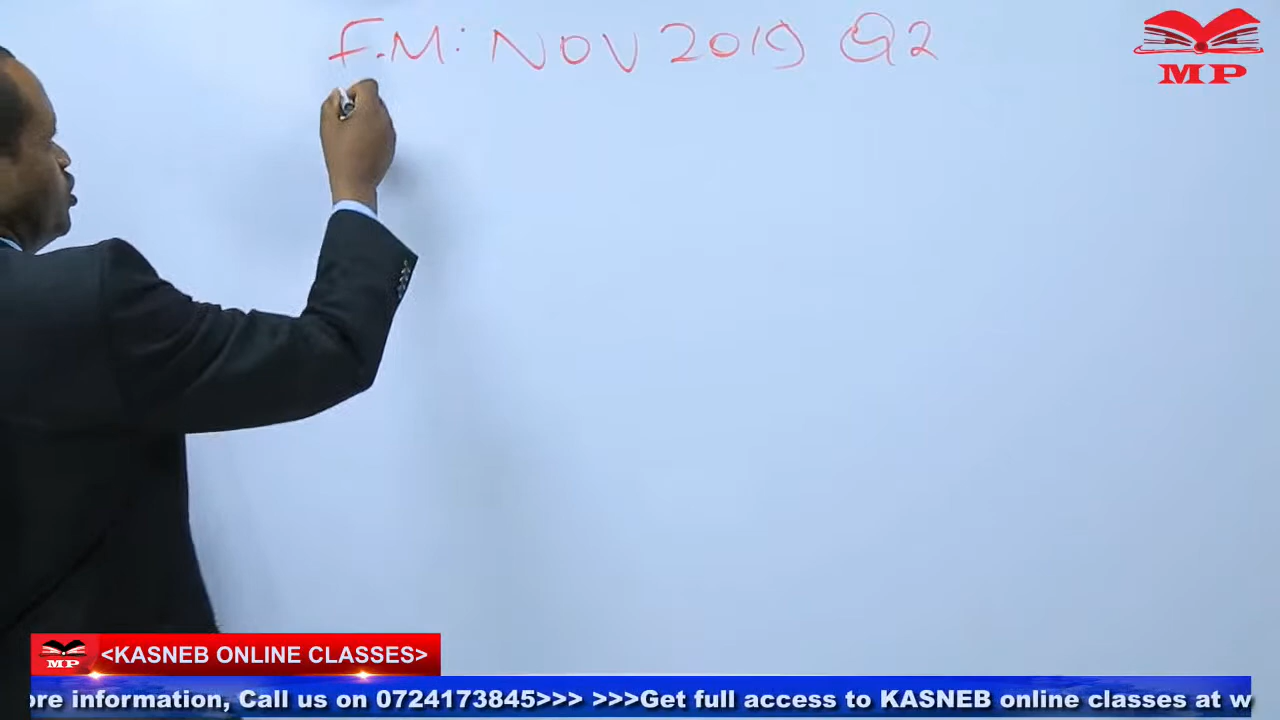 F.M: NOV 2019 Q2
MP
MP <KASNEB ONLINE CLASSES>
ore information, Call us on 0724173845>>> >>>Get full access to KASNEB online classes at w